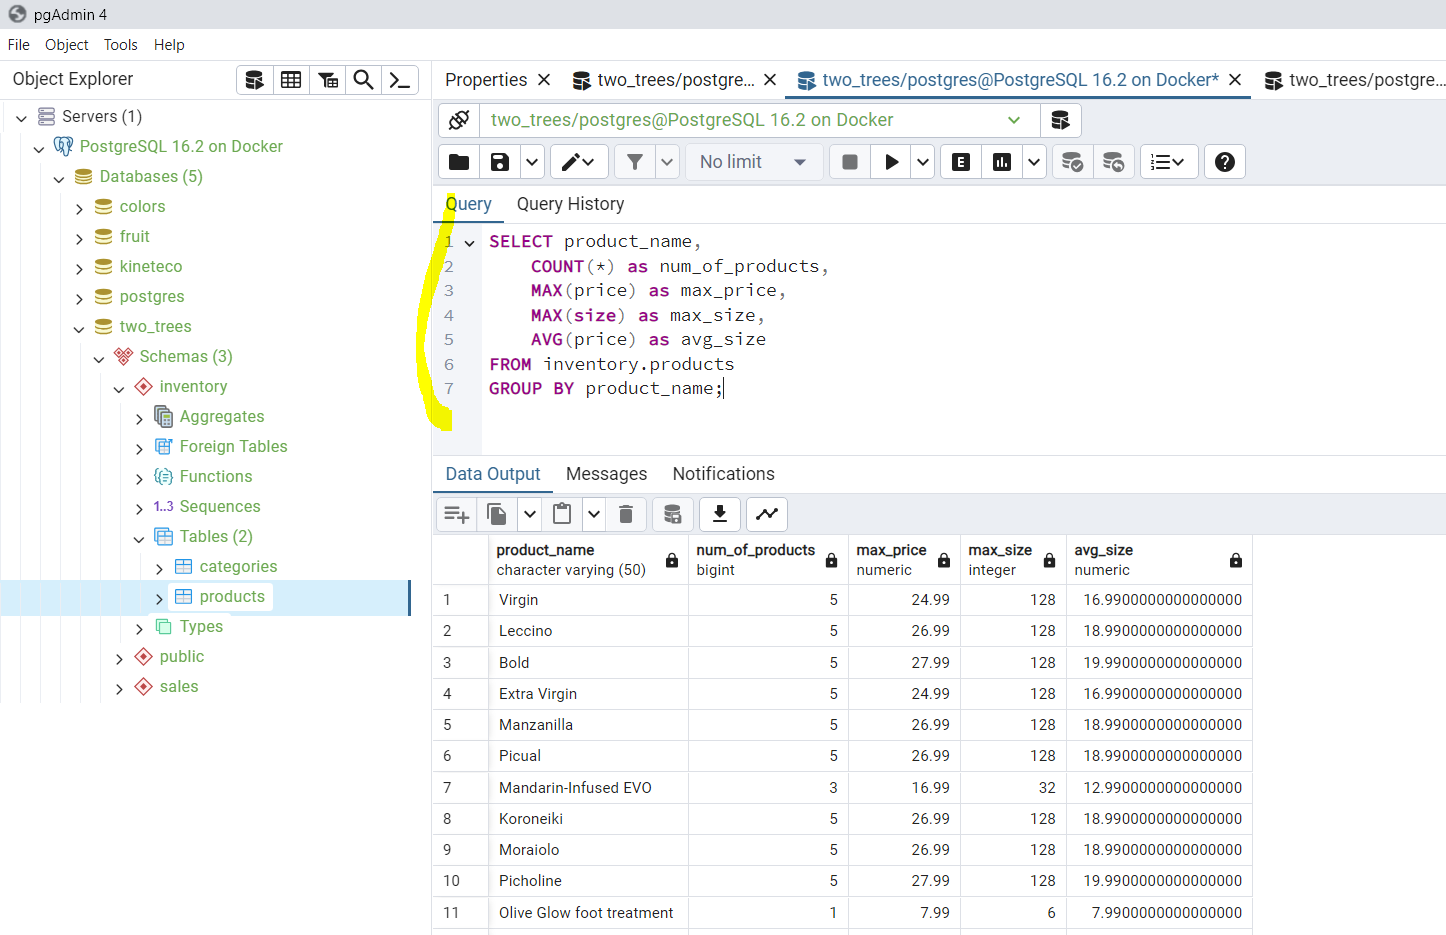 pgAdmin 4
File Object Tools Help
Object Explorer
Servers (1)
PostgreSQL 16.2 on Docker
Databases (5)
colors
fruit
kineteco
postgres
two_trees
Schemas (3)
inventory
Aggregates
Foreign Tables
Functions
1..3 Sequences
Tables (2)
categories
products
Types
public
sales
Properties two_trees/postgre... two_trees/postgres@PostgreSQL 16.2 on Docker* two_trees/postgre...
two_trees/postgres@PostgreSQL 16.2 on Docker
No limit E
Query Query History
1 SELECT product_name,
2 COUNT(*) as num_of_products,
3 MAX(price) as max_price,
4 MAX(size) as max_size,
5 AVG(price) as avg_size
6 FROM inventory.products
7 GROUP BY product_name;
Data Output Messages Notifications
product_name num_of_products max_price max_size avg_size
character varying (50) bigint numeric integer numeric
1 Virgin 5 24.99 128 16.9900000000000000
2 Leccino 5 26.99 128 18.9900000000000000
3 Bold 5 27.99 128 19.9900000000000000
4 Extra Virgin 5 24.99 128 16.9900000000000000
5 Manzanilla 5 26.99 128 18.9900000000000000
6 Picual 5 26.99 128 18.9900000000000000
7 Mandarin-Infused EVO 3 16.99 32 12.9900000000000000
8 Koroneiki 5 26.99 128 18.9900000000000000
9 Moraiolo 5 26.99 128 18.9900000000000000
10 Picholine 5 27.99 128 19.9900000000000000
11 Olive Glow foot treatment 1 7.99 6 7.9900000000000000